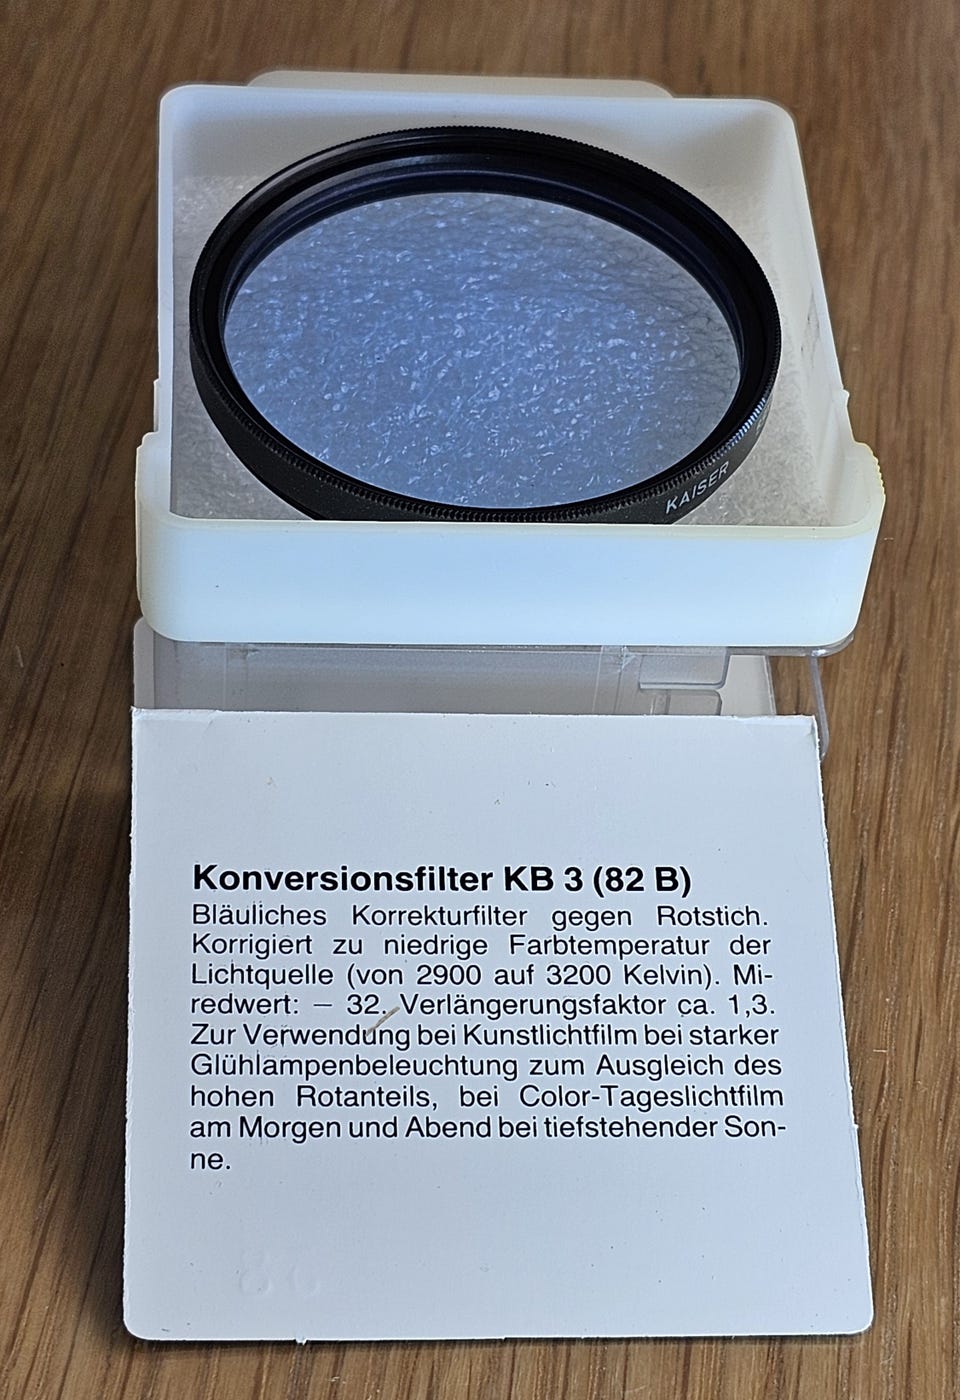 KAISER
Konversionsfilter KB 3 (82 B)
Bläuliches Korrekturfilter gegen Rotstich.
Korrigiert zu niedrige Farbtemperatur der
Lichtquelle (von 2900 auf 3200 Kelvin). Mi-
redwert: – 32. Verlängerungsfaktor ca. 1,3.
Zur Verwendung bei Kunstlichtfilm bei starker
Glühlampenbeleuchtung zum Ausgleich des
hohen Rotanteils, bei Color-Tageslichtfilm
am Morgen und Abend bei tiefstehender Son-
ne.